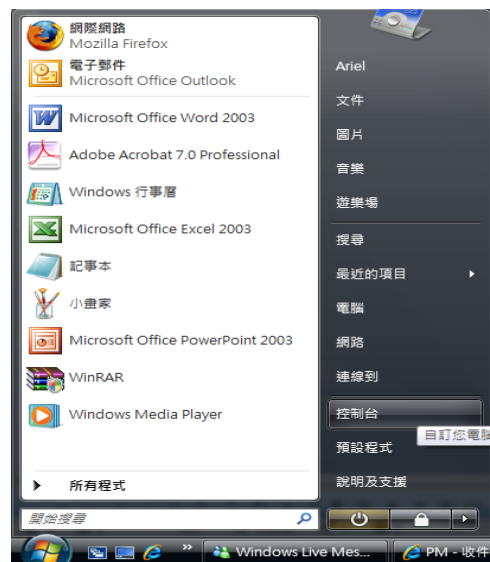 網際網路
Mozilla Firefox
電子郵件
Microsoft Office Outlook
Microsoft Office Word 2003
Adobe Acrobat 7.0 Professional
Windows 行事曆
Microsoft Office Excel 2003
記事本
小畫家
Microsoft Office PowerPoint 2003
WinRAR
Windows Media Player
所有程式
開始搜尋
Ariel
文件
圖片
音樂
遊樂場
搜尋
最近的項目
電腦
網路
連線到
控制台
自訂您電腦
預設程式
說明及支援
Windows Live Mes...
PM - 收件